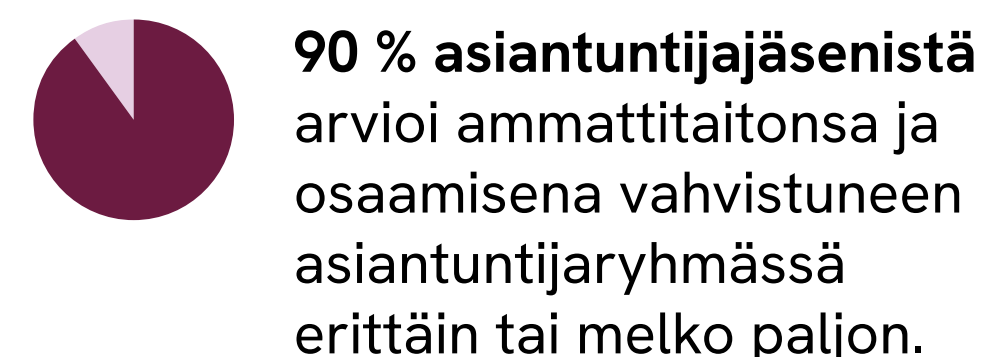 90 % asiantuntijajäsenistä
arvioi ammattitaitonsa ja
osaamisena vahvistuneen
asiantuntijaryhmässä
erittäin tai melko paljon.